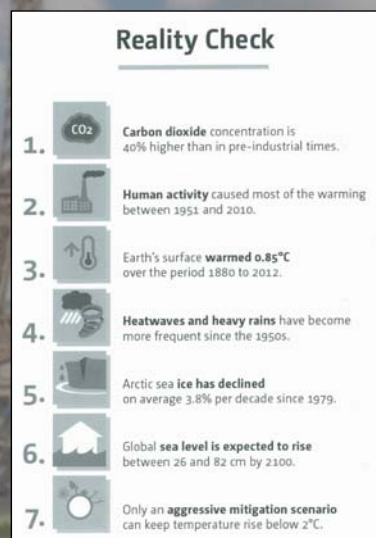 Reality Check
CO2
1.
Carbon dioxide concentration is
40% higher than in pre-industrial times.
2.
Human activity caused most of the warming
between 1951 and 2010.
3.
Earth's surface warmed 0.85°C
over the period 1880 to 2012.
4.
Heatwaves and heavy rains have become
more frequent since the 1950s.
5.
Arctic sea ice has declined
on average 3.8% per decade since 1979.
6.
Global sea level is expected to rise
between 26 and 82 cm by 2100.
7.
Only an aggressive mitigation scenario
can keep temperature rise below 2°C.